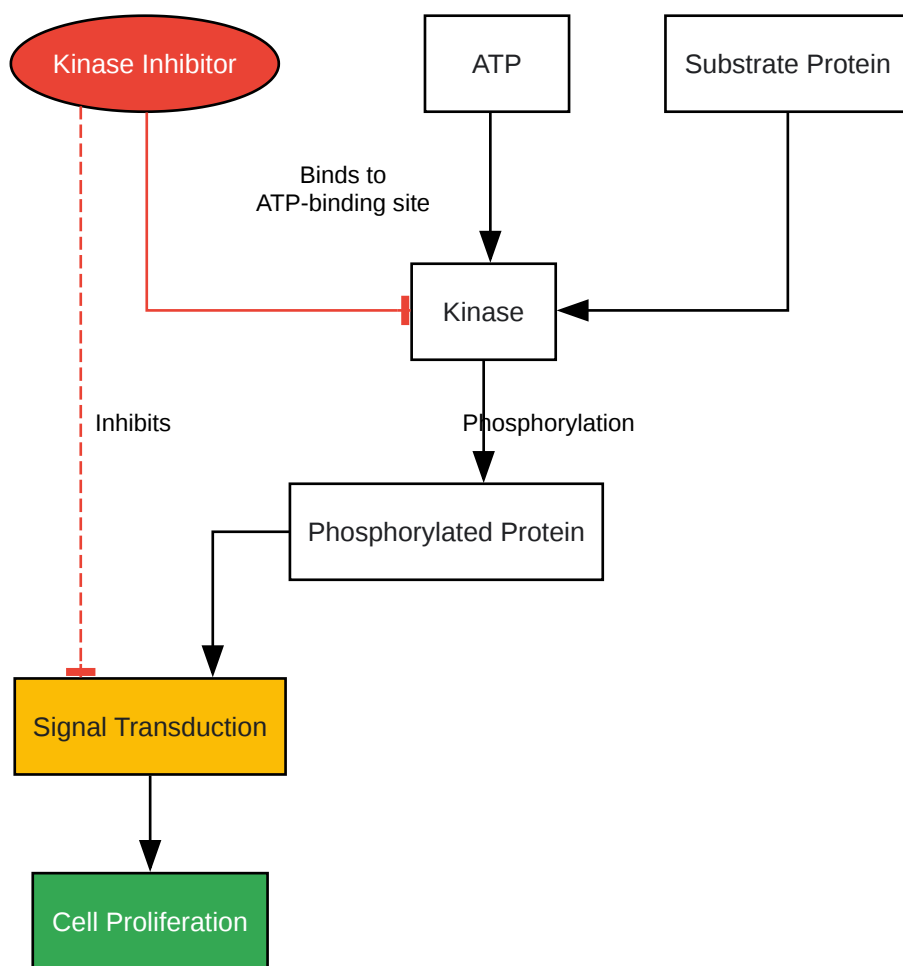 Kinase Inhibitor
ATP
Substrate Protein
Binds to
ATP-binding site
Kinase
Inhibits
Phosphorylation
Phosphorylated Protein
Signal Transduction
Cell Proliferation